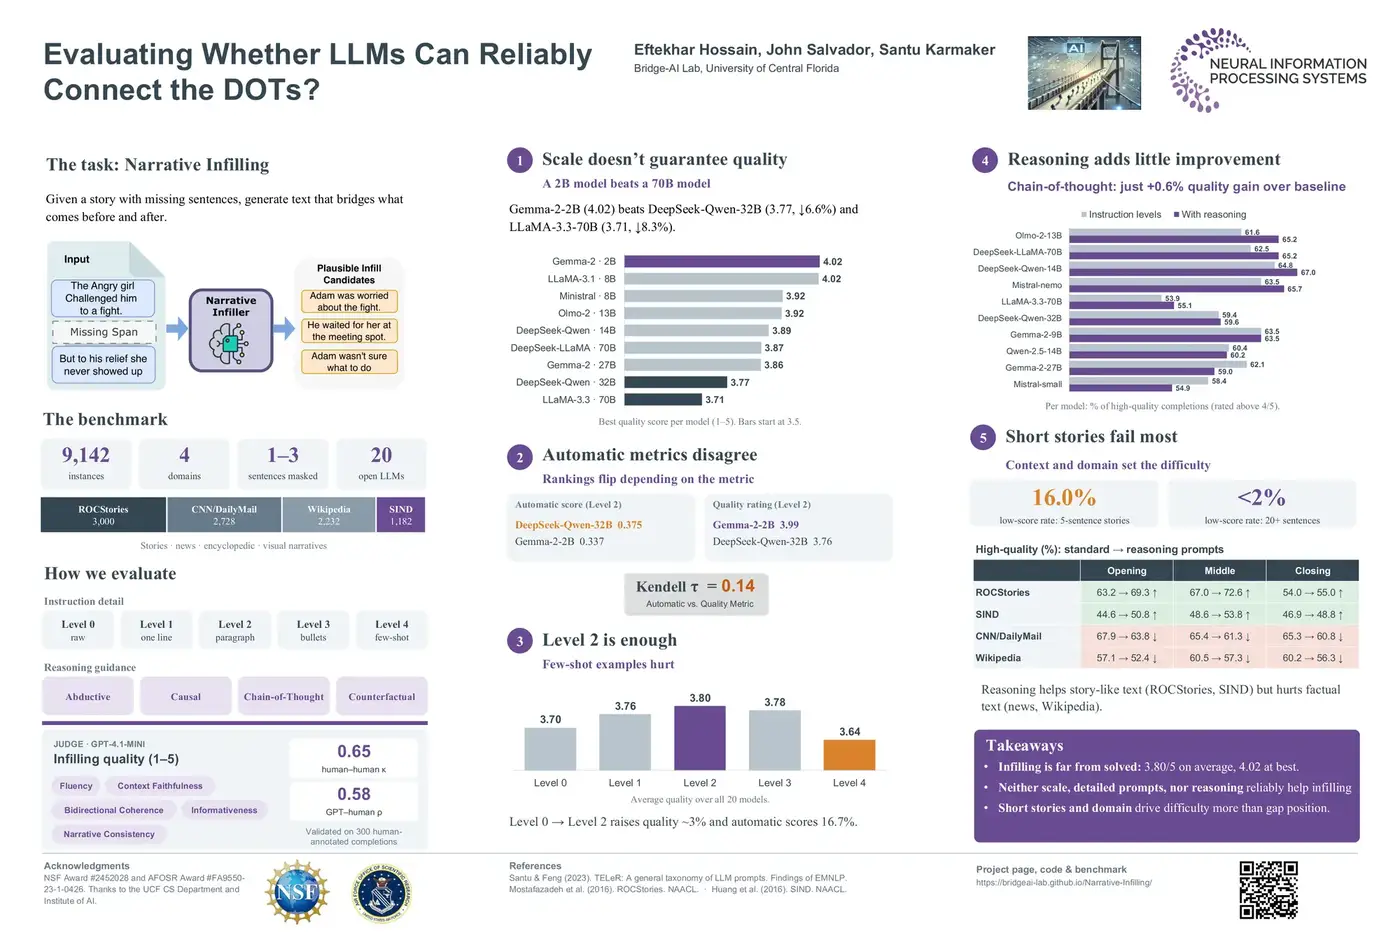 Evaluating Whether LLMs Can Reliably
Connect the DOTs?
Eftekhar Hossain, John Salvador, Santu Karmaker
Bridge-AI Lab, University of Central Florida
AI
NEURAL INFORMATION
PROCESSING SYSTEMS
The task: Narrative Infilling
Given a story with missing sentences, generate text that bridges what
comes before and after.
Input
The Angry girl
Challenged him
to a fight.
Missing Span
But to his relief she
never showed up
Narrative
Infiller
Plausible Infill
Candidates
Adam was worried
about the fight.
He waited for her at
the meeting spot.
Adam wasn't sure
what to do
The benchmark
9,142
instances
4
domains
1–3
sentences masked
20
open LLMs
ROCStories
3,000
CNN/DailyMail
2,728
Wikipedia
2,232
SIND
1,182
Stories · news · encyclopedic · visual narratives
How we evaluate
Instruction detail
Level 0
raw
Level 1
one line
Level 2
paragraph
Level 3
bullets
Level 4
few-shot
Reasoning guidance
Abductive
Causal
Chain-of-Thought
Counterfactual
JUDGE · GPT-4.1-MINI
Infilling quality (1–5)
Fluency
Context Faithfulness
Bidirectional Coherence
Informativeness
Narrative Consistency
0.65
human–human κ
0.58
GPT–human ρ
Validated on 300 human-
annotated completions
1
Scale doesn't guarantee quality
A 2B model beats a 70B model
Gemma-2-2B (4.02) beats DeepSeek-Qwen-32B (3.77, ↓6.6%) and
LLaMA-3.3-70B (3.71, ↓8.3%).
Gemma-2 · 2B 4.02
LLaMA-3.1 · 8B 4.02
Ministral · 8B 3.92
Olmo-2 · 13B 3.92
DeepSeek-Qwen · 14B 3.89
DeepSeek-LLaMA · 70B 3.87
Gemma-2 · 27B 3.86
DeepSeek-Qwen · 32B 3.77
LLaMA-3.3 · 70B 3.71
Best quality score per model (1–5). Bars start at 3.5.
2
Automatic metrics disagree
Rankings flip depending on the metric
Automatic score (Level 2)
DeepSeek-Qwen-32B 0.375
Gemma-2-2B 0.337
Quality rating (Level 2)
Gemma-2-2B 3.99
DeepSeek-Qwen-32B 3.76
Kendell τ = 0.14
Automatic vs. Quality Metric
3
Level 2 is enough
Few-shot examples hurt
3.70
3.76
3.80
3.78
3.64
Level 0
Level 1
Level 2
Level 3
Level 4
Average quality over all 20 models.
Level 0 → Level 2 raises quality ~3% and automatic scores 16.7%.
4
Reasoning adds little improvement
Chain-of-thought: just +0.6% quality gain over baseline
Instruction levels
With reasoning
Olmo-2-13B 61.6 65.2
DeepSeek-LLaMA-70B 62.5 65.2
DeepSeek-Qwen-14B 64.8 67.0
Mistral-nemo 63.5 65.7
LLaMA-3.3-70B 53.9 55.1
DeepSeek-Qwen-32B 59.4 59.6
Gemma-2-9B 63.5 63.5
Qwen-2.5-14B 60.4 60.2
Gemma-2-27B 62.1 59.0
Mistral-small 58.4 54.9
Per model: % of high-quality completions (rated above 4/5).
5
Short stories fail most
Context and domain set the difficulty
16.0%
low-score rate: 5-sentence stories
<2%
low-score rate: 20+ sentences
High-quality (%): standard → reasoning prompts
Opening Middle Closing
ROCStories 63.2 → 69.3 ↑ 67.0 → 72.6 ↑ 54.0 → 55.0 ↑
SIND 44.6 → 50.8 ↑ 48.6 → 53.8 ↑ 46.9 → 48.8 ↑
CNN/DailyMail 67.9 → 63.8 ↓ 65.4 → 61.3 ↓ 65.3 → 60.8 ↓
Wikipedia 57.1 → 52.4 ↓ 60.5 → 57.3 ↓ 60.2 → 56.3 ↓
Reasoning helps story-like text (ROCStories, SIND) but hurts factual
text (news, Wikipedia).
Takeaways
• Infilling is far from solved: 3.80/5 on average, 4.02 at best.
• Neither scale, detailed prompts, nor reasoning reliably help infilling
• Short stories and domain drive difficulty more than gap position.
Acknowledgments
NSF Award #2452028 and AFOSR Award #FA9550-
23-1-0426. Thanks to the UCF CS Department and
Institute of AI.
NSF
AIR FORCE OFFICE OF SCIENTIFIC RESEARCH
References
Santu & Feng (2023). TELeR: A general taxonomy of LLM prompts. Findings of EMNLP.
Mostafazadeh et al. (2016). ROCStories. NAACL. · Huang et al. (2016). SIND. NAACL.
Project page, code & benchmark
https://bridgeai-lab.github.io/Narrative-Infilling/